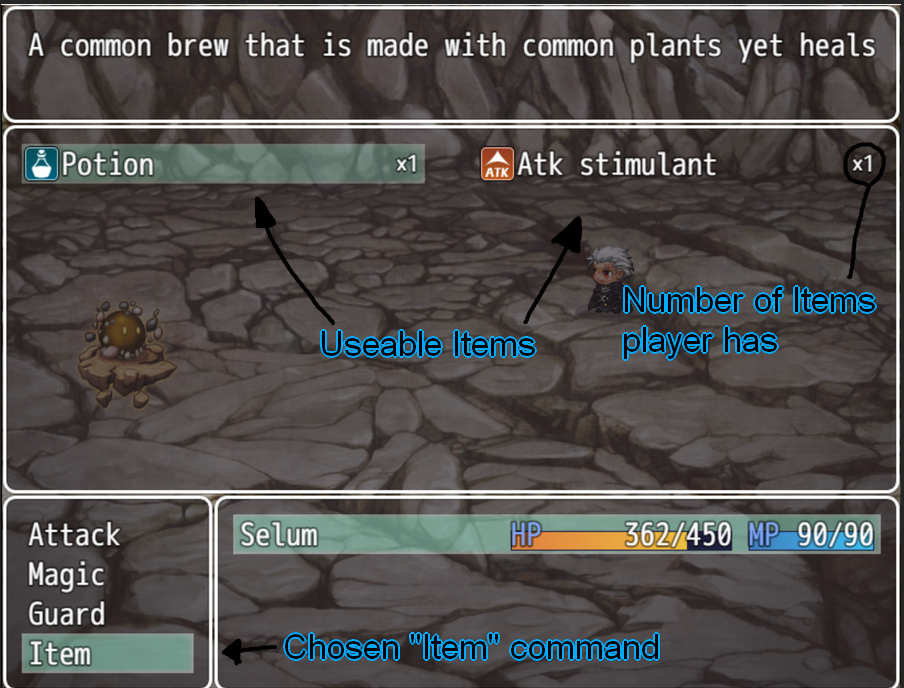 A common brew that is made with common plants yet heals
Potion x1 ATK Atk stimulant x1
Number of Items
player has
Useable Items
Attack
Magic
Guard
Item
Selum HP 362/450 MP 90/90
Chosen "Item" command